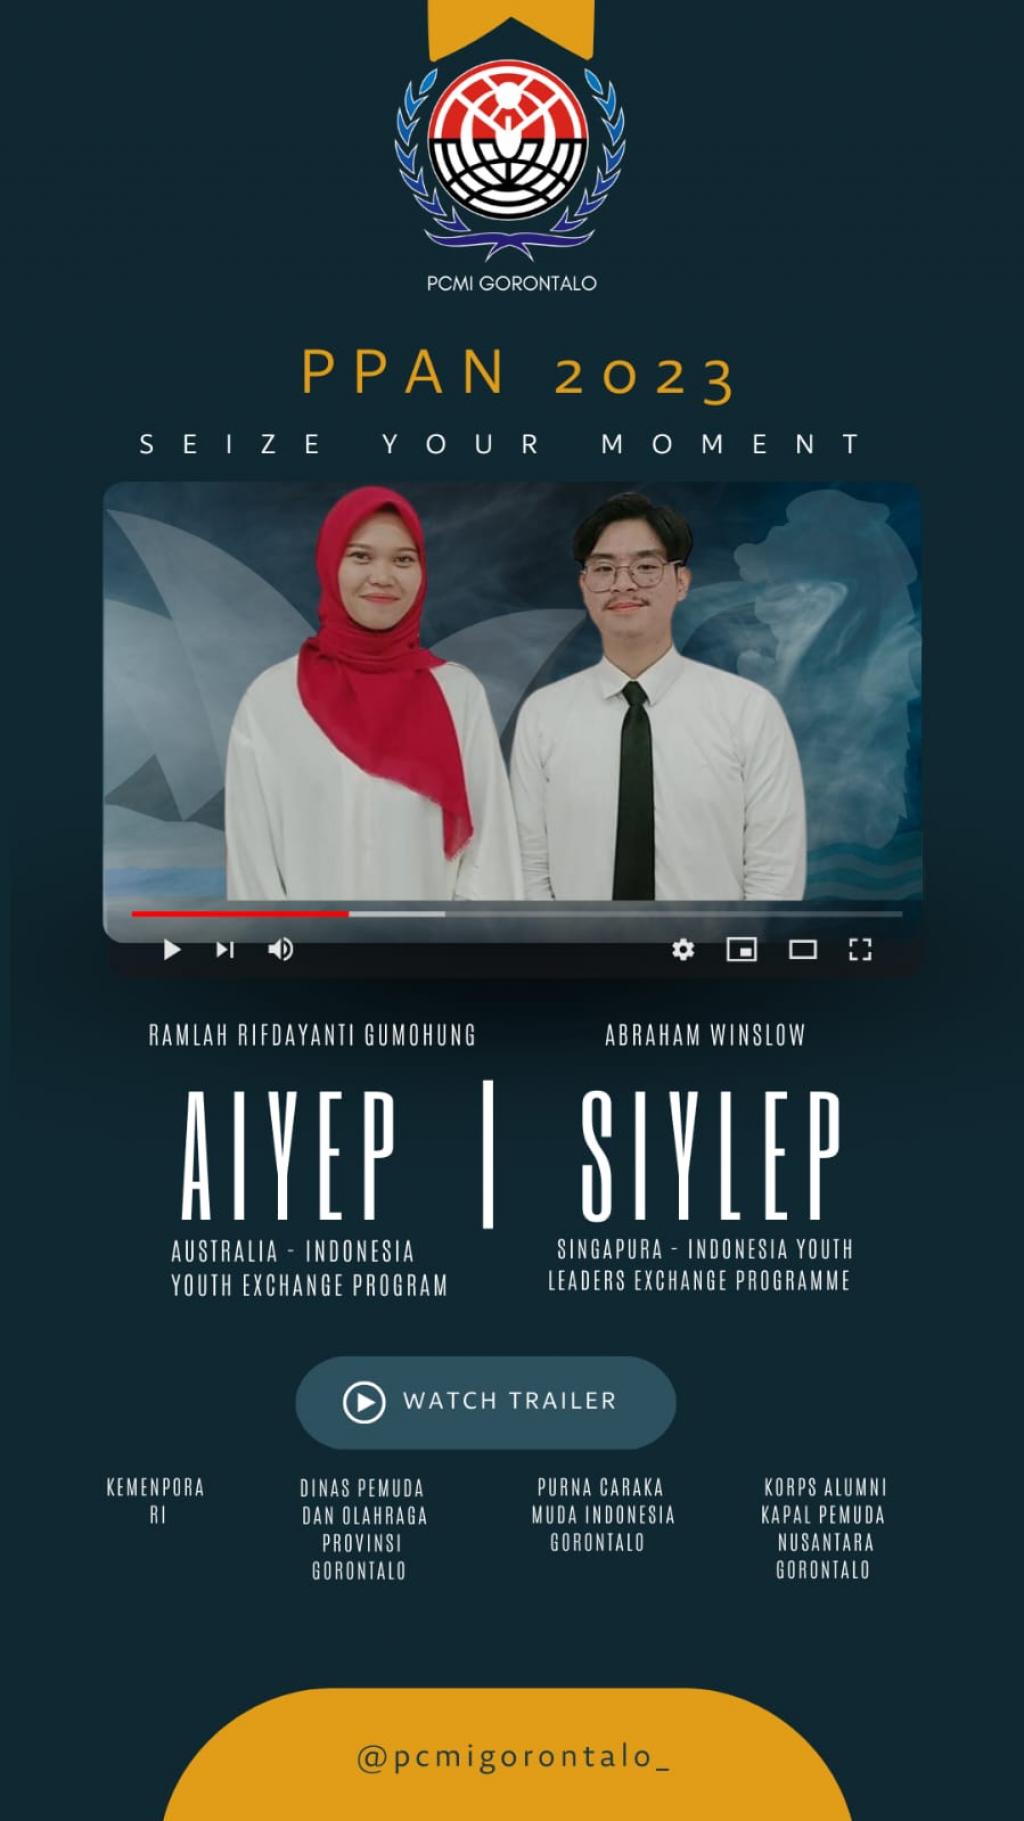 PCMI GORONTALO
PPAN 2023
SEIZE YOUR MOMENT
RAMLAH RIFDAYANTI GUMOHUNG
ABRAHAM WINSLOW
AIYEP | SIYLEP
AUSTRALIA - INDONESIA
YOUTH EXCHANGE PROGRAM
SINGAPURA - INDONESIA YOUTH
LEADERS EXCHANGE PROGRAMME
WATCH TRAILER
KEMENPORA
RI
DINAS PEMUDA
DAN OLAHRAGA
PROVINSI
GORONTALO
PURNA CARAKA
MUDA INDONESIA
GORONTALO
KORPS ALUMNI
KAPAL PEMUDA
NUSANTARA
GORONTALO
@pcmigorontalo_